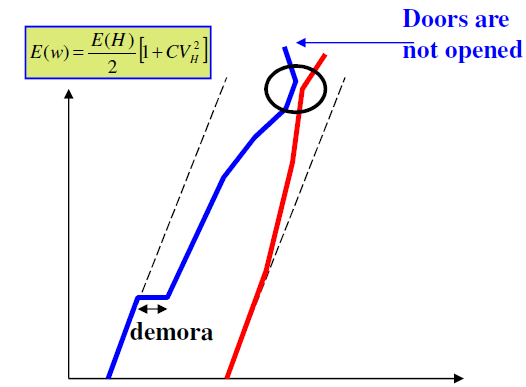 Doors are
not opened
E(w) = E(H)/2 [1 + CV_H^2]
demora